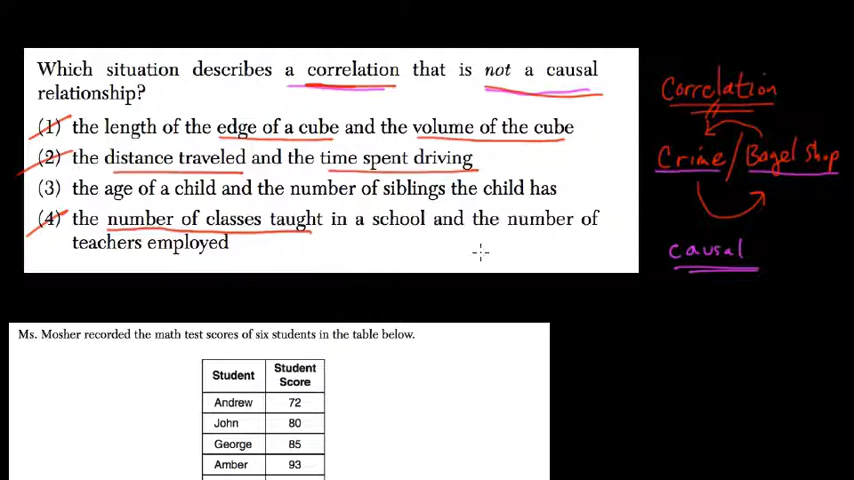 Which situation describes a correlation that is not a causal
relationship?
(1) the length of the edge of a cube and the volume of the cube
(2) the distance traveled and the time spent driving
(3) the age of a child and the number of siblings the child has
(4) the number of classes taught in a school and the number of
teachers employed
Correlation
Crime/Bagel shop
causal
Ms. Mosher recorded the math test scores of six students in the table below.
Student Student Score
Andrew 72
John 80
George 85
Amber 93